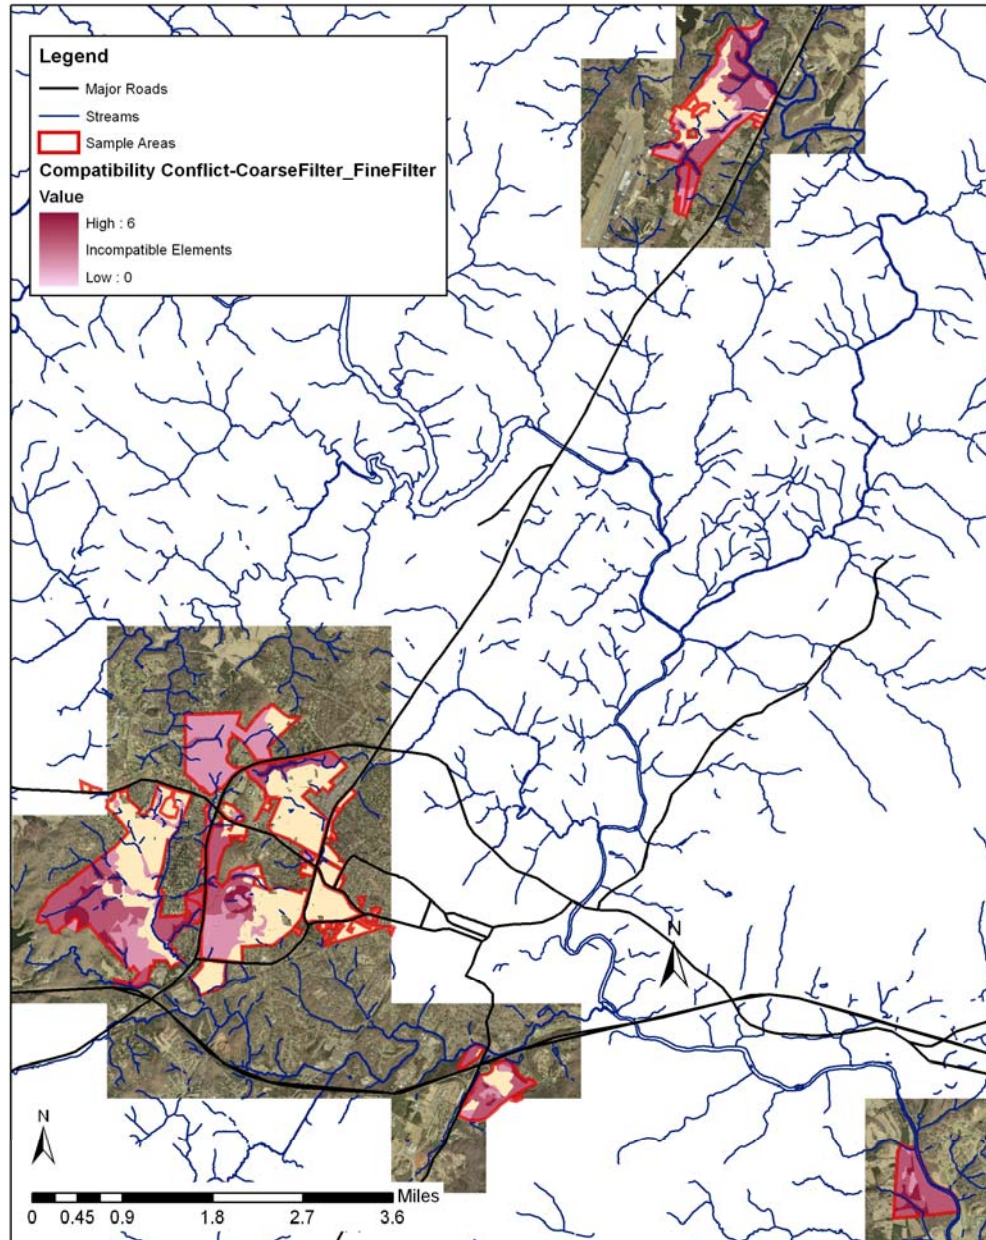 Legend
Major Roads
Streams
Sample Areas
Compatibility Conflict-CoarseFilter_FineFilter
Value
High : 6
Incompatible Elements
Low : 0
N
N
Miles
0 0.45 0.9 1.8 2.7 3.6